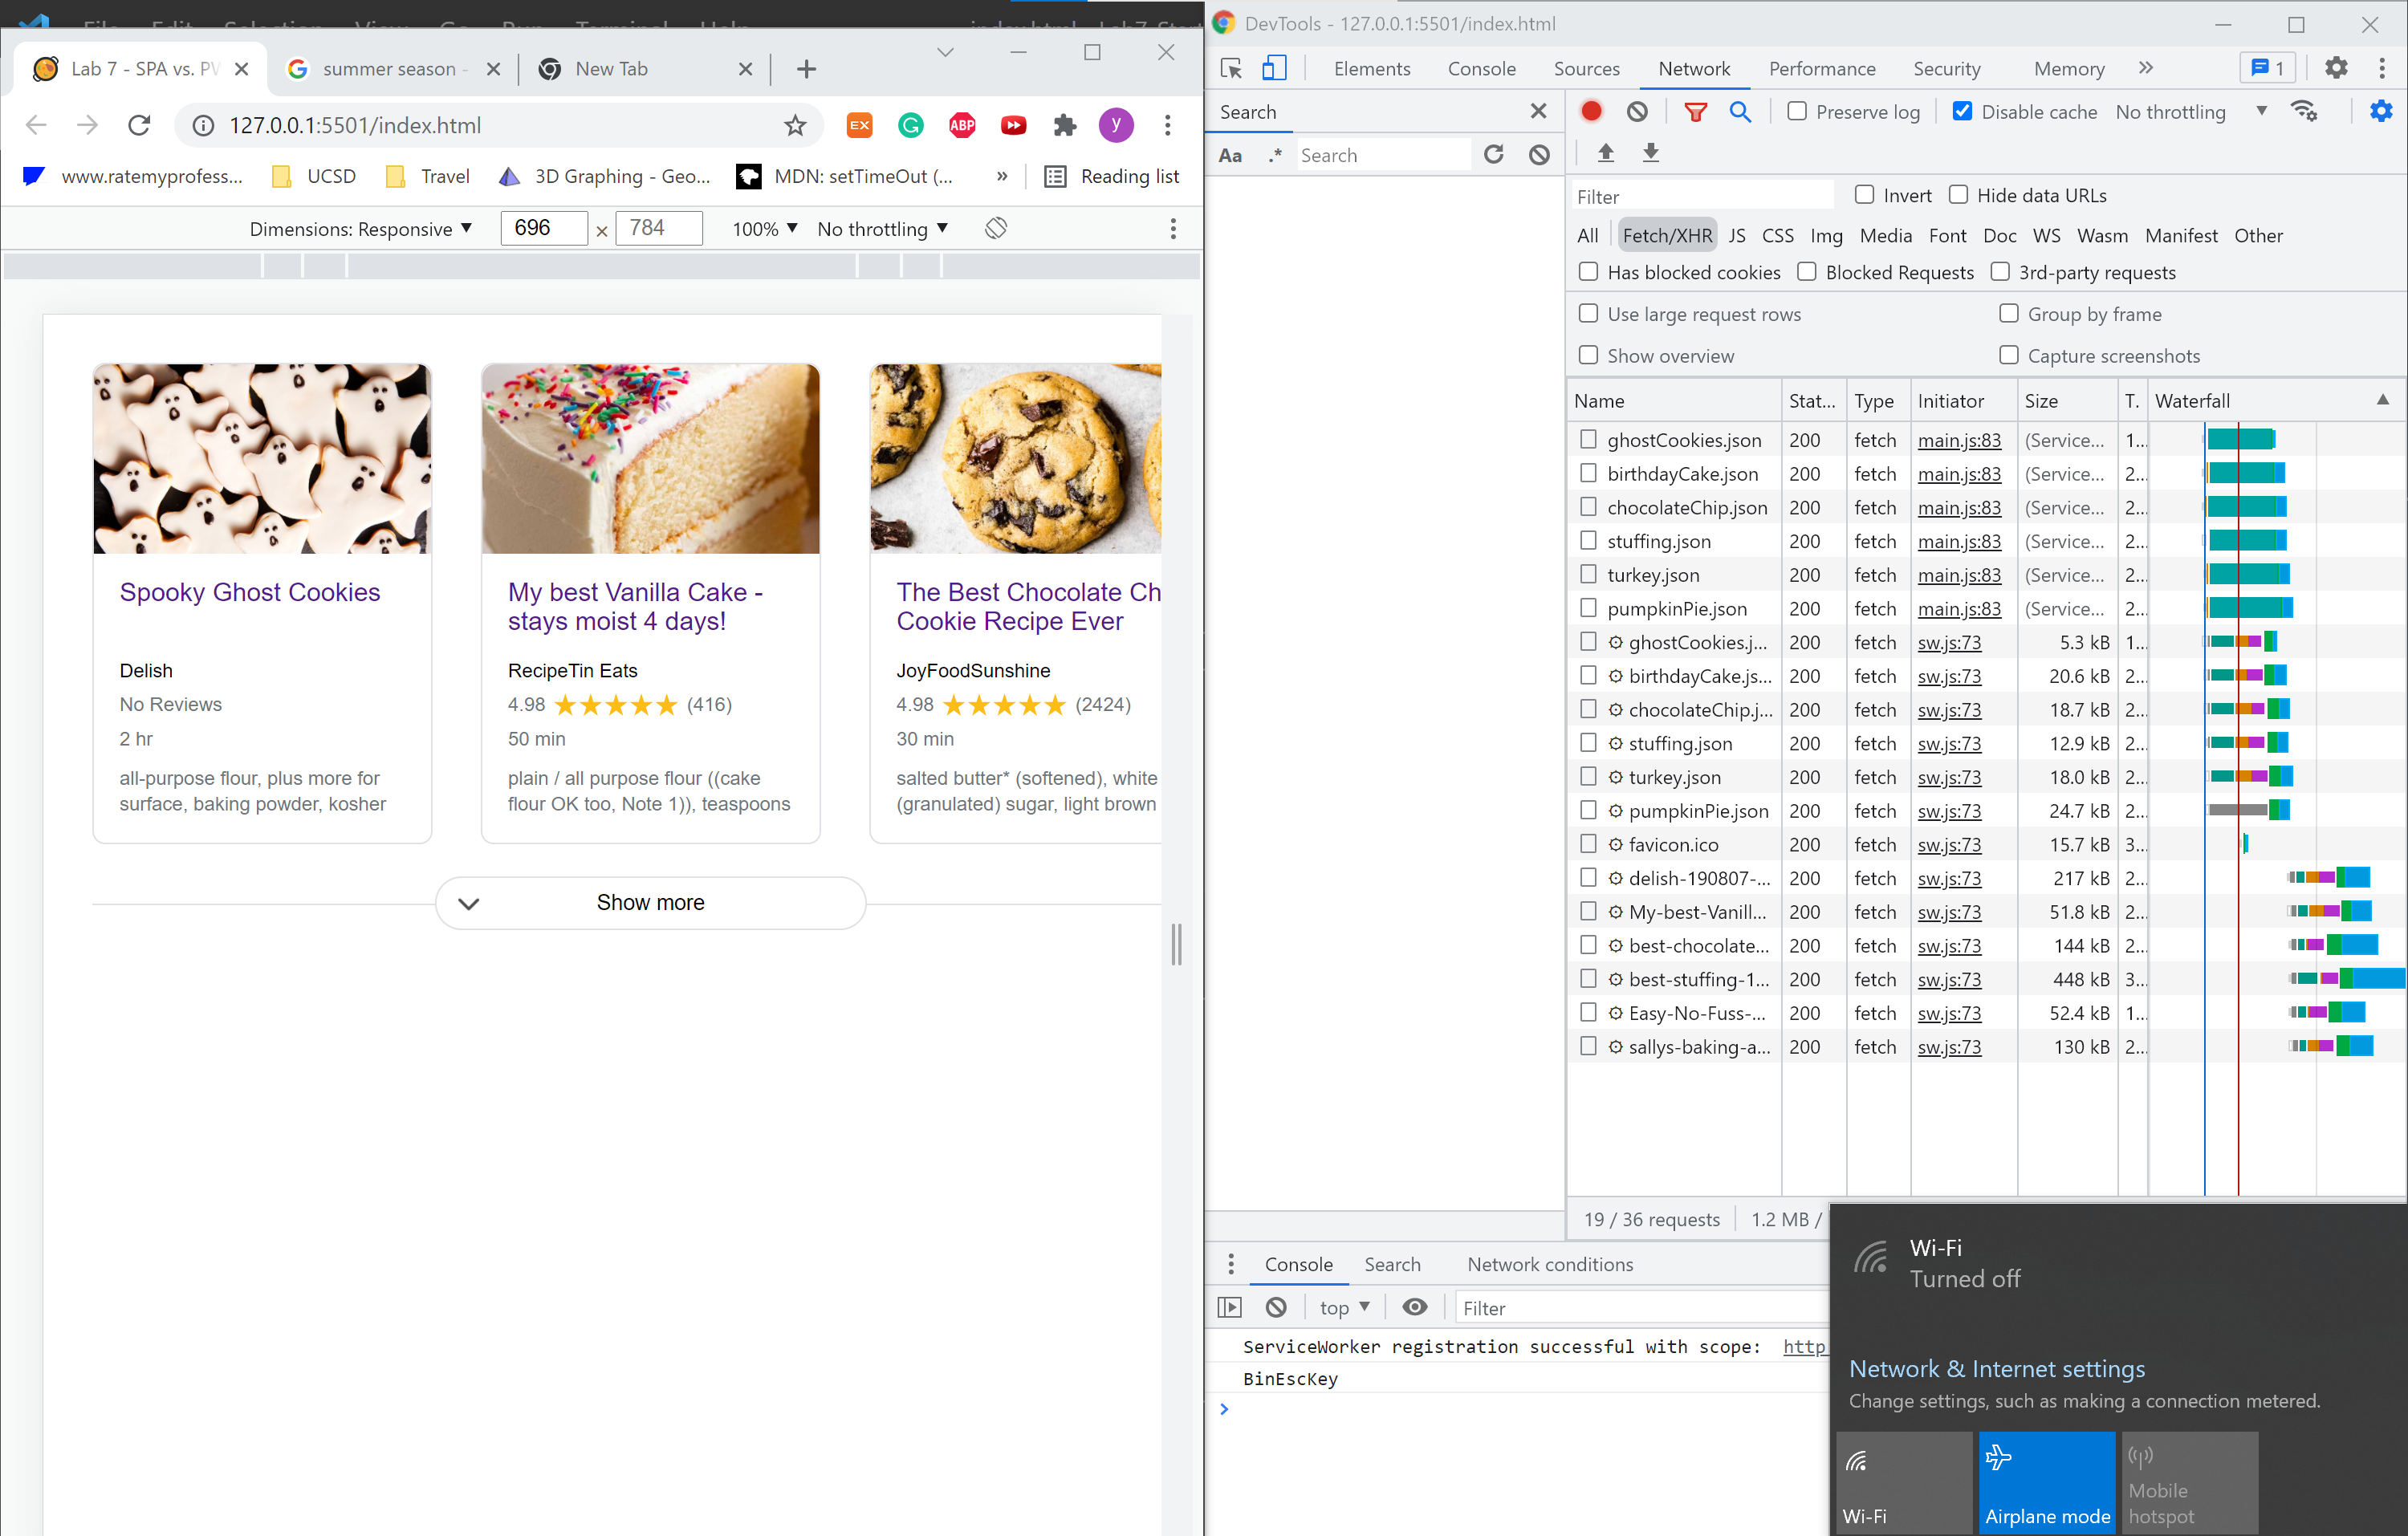 File Edit Selection View Go Run Terminal Help
Lab 7 - SPA vs. PV
summer season -
New Tab
127.0.0.1:5501/index.html
EX
ABP
y
www.ratemyprofess...
UCSD
Travel
3D Graphing - Geo...
MDN: setTimeOut (...
»
Reading list
Dimensions: Responsive
696 × 784
100%
No throttling
Spooky Ghost Cookies
Delish
No Reviews
2 hr
all-purpose flour, plus more for
surface, baking powder, kosher
My best Vanilla Cake -
stays moist 4 days!
RecipeTin Eats
4.98 ★★★★★ (416)
50 min
plain / all purpose flour ((cake
flour OK too, Note 1)), teaspoons
The Best Chocolate Ch
Cookie Recipe Ever
JoyFoodSunshine
4.98 ★★★★★ (2424)
30 min
salted butter* (softened), white
(granulated) sugar, light brown
Show more
DevTools - 127.0.0.1:5501/index.html
Elements Console Sources Network Performance Security Memory » 1
Search
Aa .* Search
Preserve log Disable cache No throttling
Filter Invert Hide data URLs
All Fetch/XHR JS CSS Img Media Font Doc WS Wasm Manifest Other
Has blocked cookies Blocked Requests 3rd-party requests
Use large request rows Group by frame
Show overview Capture screenshots
Name Stat... Type Initiator Size T. Waterfall
ghostCookies.json 200 fetch main.js:83 (Service... 1...
birthdayCake.json 200 fetch main.js:83 (Service... 2...
chocolateChip.json 200 fetch main.js:83 (Service... 2...
stuffing.json 200 fetch main.js:83 (Service... 2...
turkey.json 200 fetch main.js:83 (Service... 2...
pumpkinPie.json 200 fetch main.js:83 (Service... 2...
ghostCookies.j... 200 fetch sw.js:73 5.3 kB 1...
birthdayCake.js... 200 fetch sw.js:73 20.6 kB 2...
chocolateChip.j... 200 fetch sw.js:73 18.7 kB 2...
stuffing.json 200 fetch sw.js:73 12.9 kB 2...
turkey.json 200 fetch sw.js:73 18.0 kB 2...
pumpkinPie.json 200 fetch sw.js:73 24.7 kB 2...
favicon.ico 200 fetch sw.js:73 15.7 kB 3...
delish-190807-... 200 fetch sw.js:73 217 kB 2...
My-best-Vanill... 200 fetch sw.js:73 51.8 kB 2...
best-chocolate... 200 fetch sw.js:73 144 kB 2...
best-stuffing-1... 200 fetch sw.js:73 448 kB 3...
Easy-No-Fuss-... 200 fetch sw.js:73 52.4 kB 1...
sallys-baking-a... 200 fetch sw.js:73 130 kB 2...
19 / 36 requests 1.2 MB /
Console Search Network conditions
top Filter
ServiceWorker registration successful with scope: http
BinEscKey
Wi-Fi
Turned off
Network & Internet settings
Change settings, such as making a connection metered.
Wi-Fi
Airplane mode
Mobile
hotspot